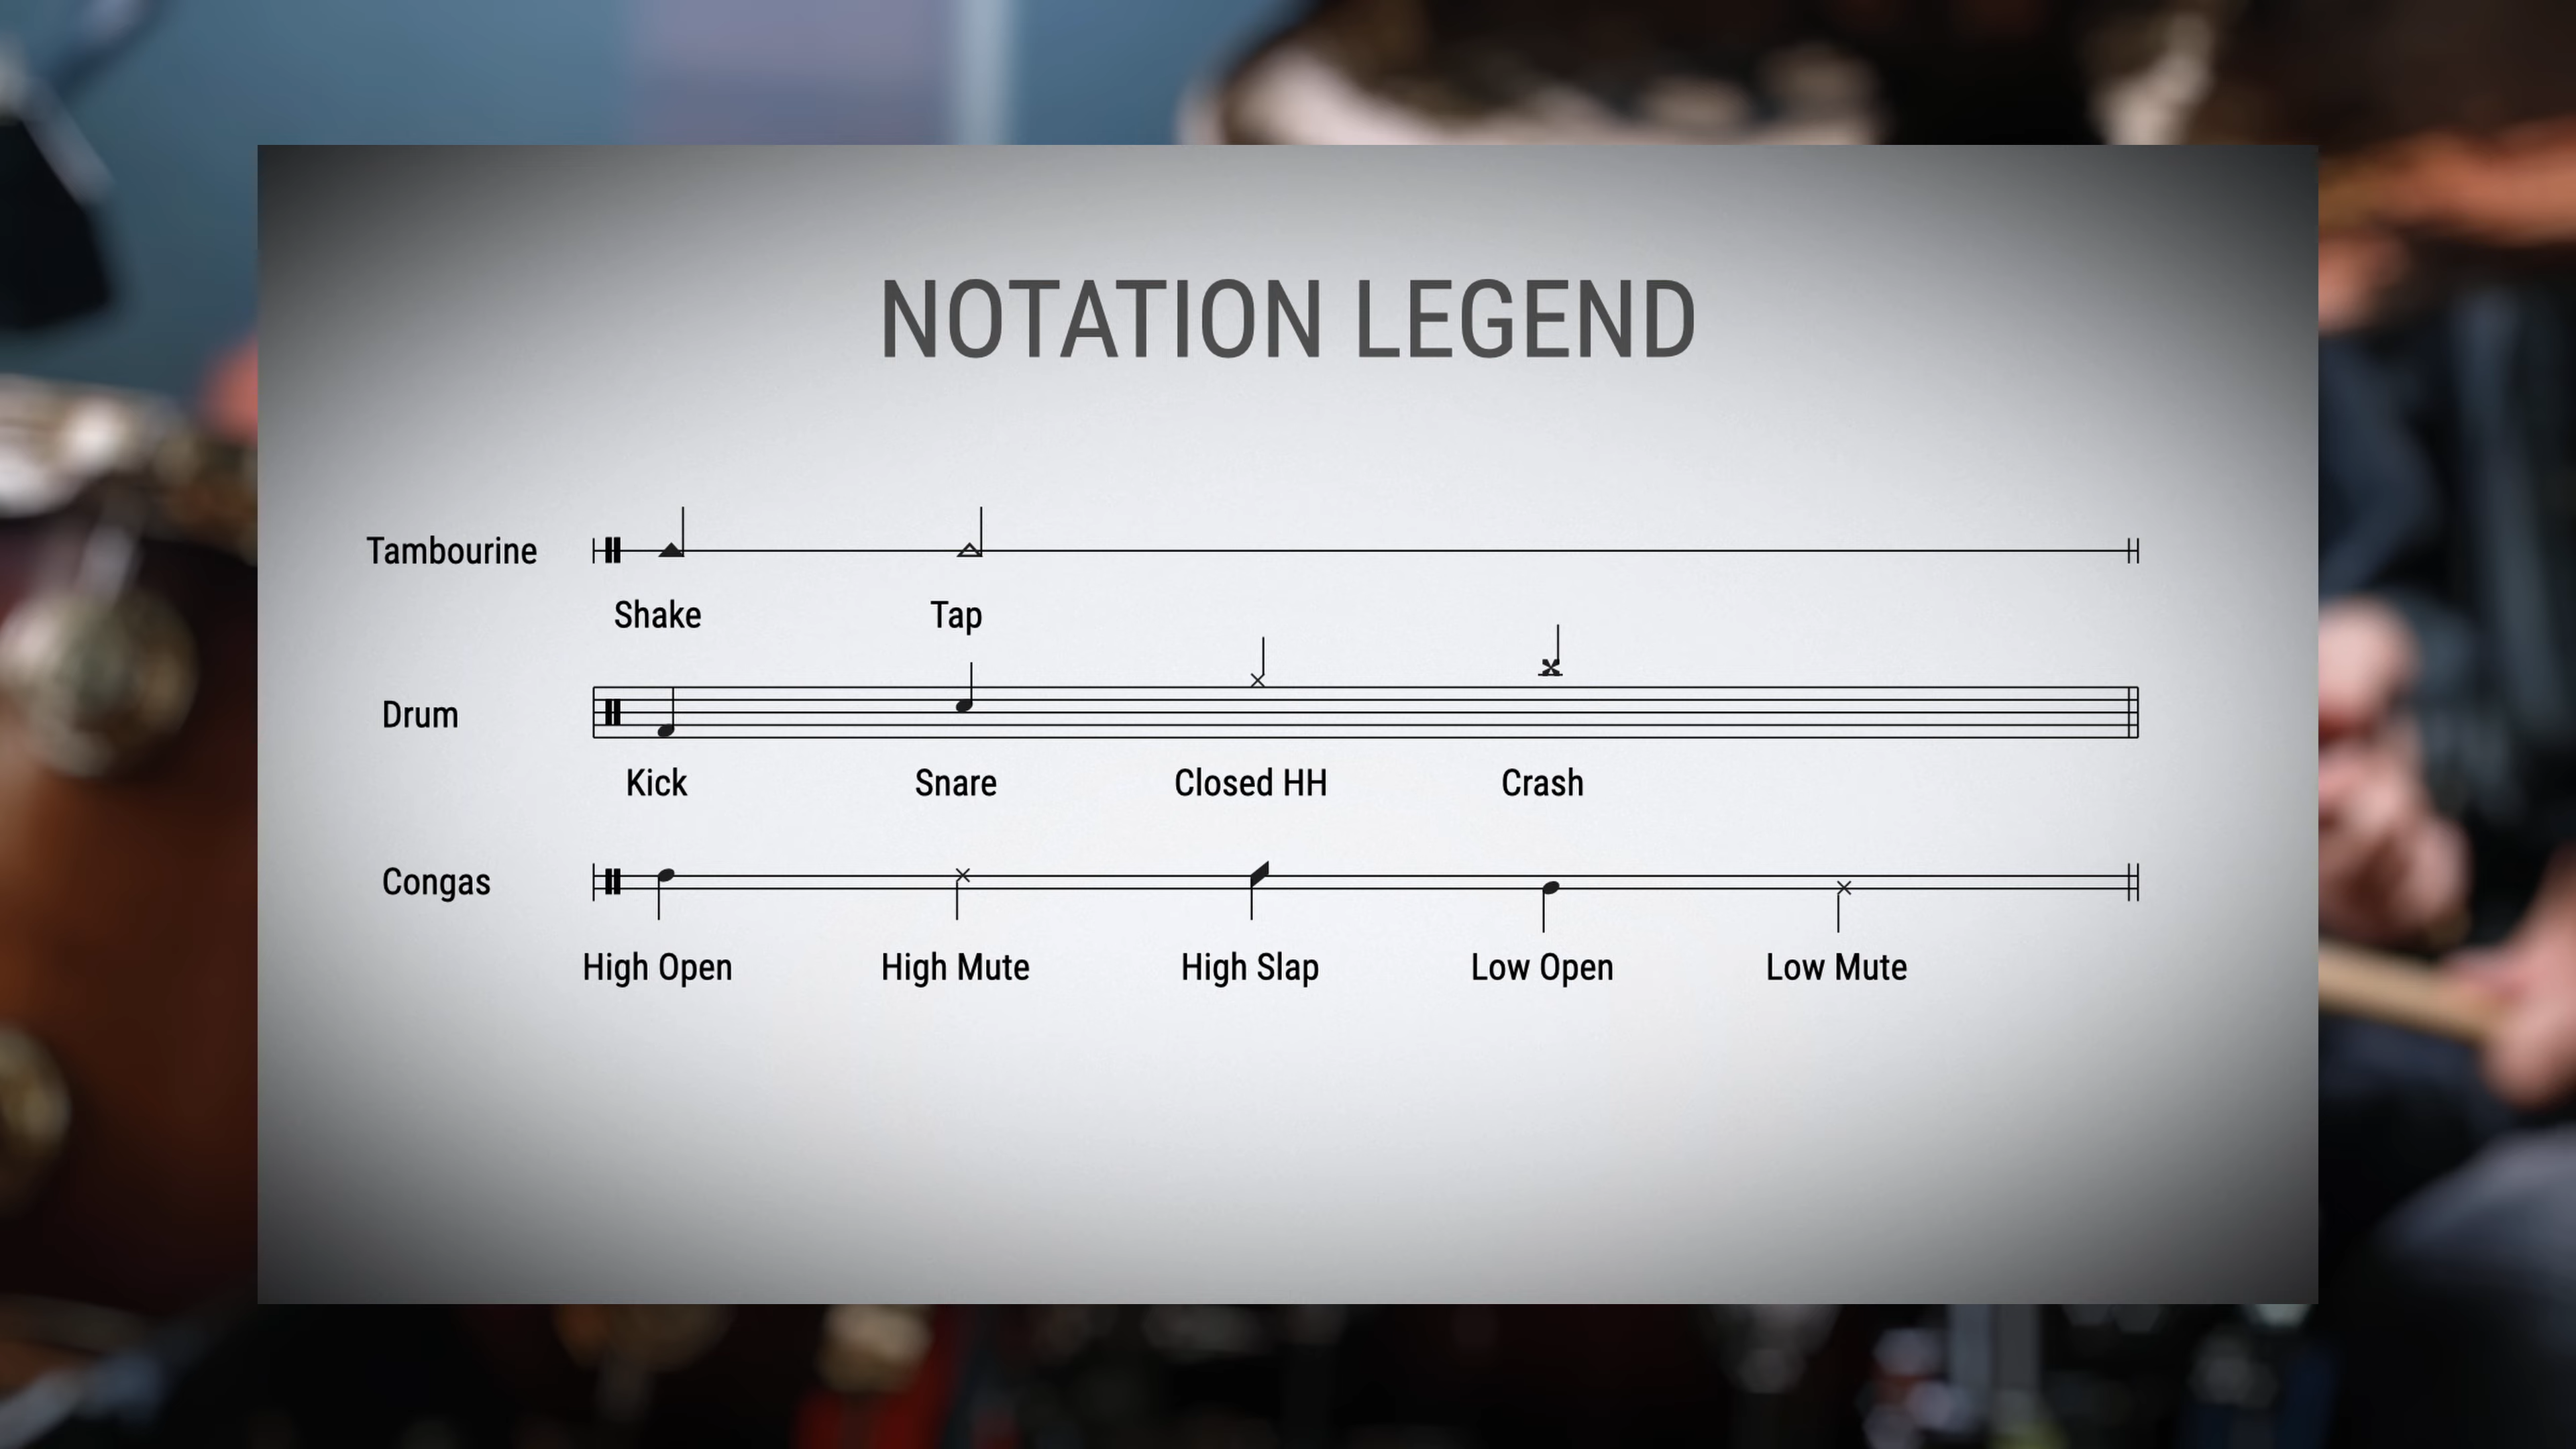 NOTATION LEGEND
Tambourine
Shake Tap
Drum
Kick Snare Closed HH Crash
Congas
High Open High Mute High Slap Low Open Low Mute